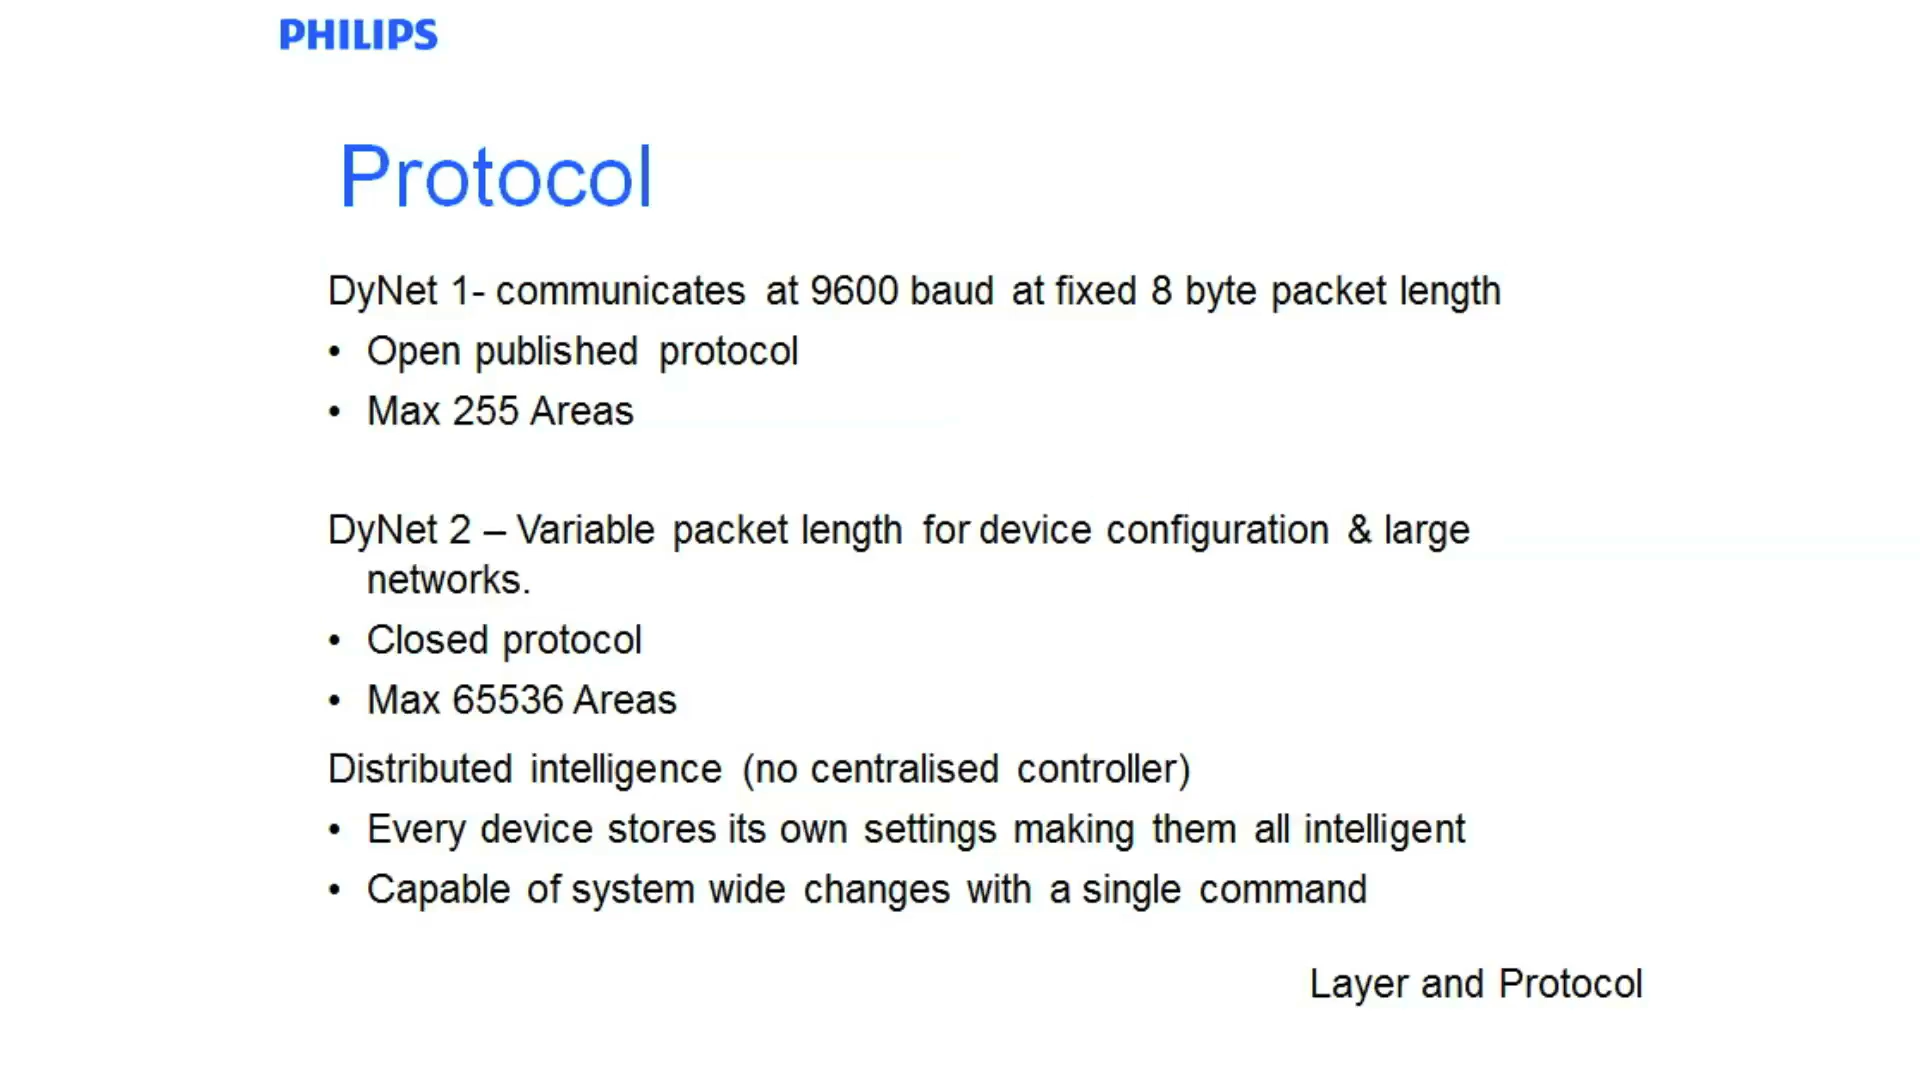 PHILIPS
Protocol
DyNet 1- communicates at 9600 baud at fixed 8 byte packet length
• Open published protocol
• Max 255 Areas
DyNet 2 – Variable packet length for device configuration & large
networks.
• Closed protocol
• Max 65536 Areas
Distributed intelligence (no centralised controller)
• Every device stores its own settings making them all intelligent
• Capable of system wide changes with a single command
Layer and Protocol